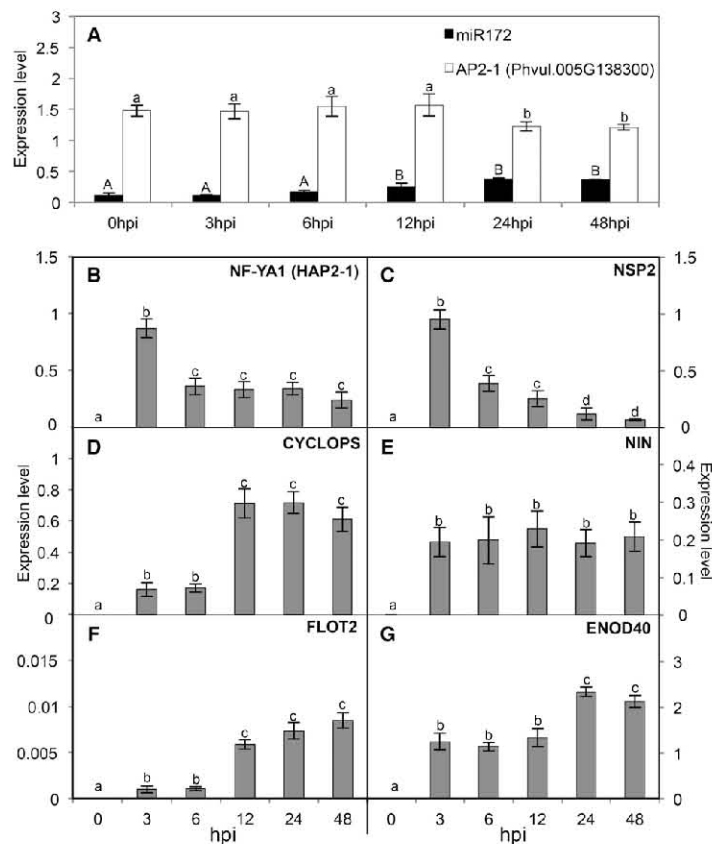 A
miR172
AP2-1 (Phvul.005G138300)
Expression level
3
2.5
2
1.5
1
0.5
0
a a a a b b
A A A B B B
0hpi 3hpi 6hpi 12hpi 24hpi 48hpi
B NF-YA1 (HAP2-1)
1.5
1
0.5
0
a b c c c c
C NSP2
1.5
1
0.5
0
a b c c d d
D CYCLOPS
Expression level
1
0.8
0.6
0.4
0.2
0
a b b c c c
E NIN
Expression level
0.4
0.3
0.2
0.1
0
a b b b b b
F FLOT2
0.015
0.01
0.005
0
a b b c c c
0 3 6 12 24 48
hpi
G ENOD40
3
2
1
0
a b b b c c
0 3 6 12 24 48
hpi